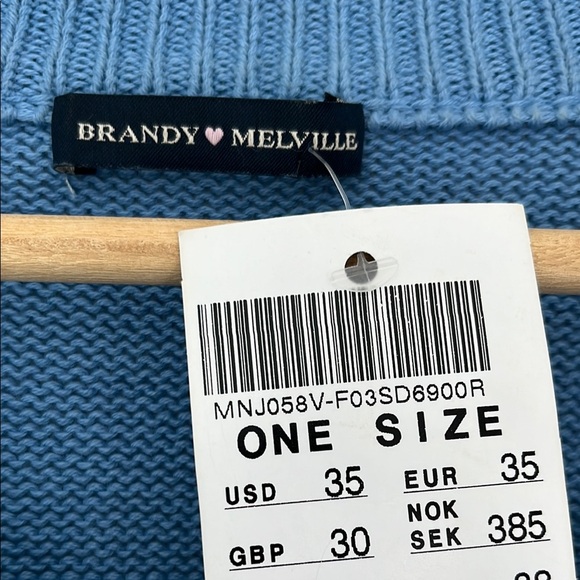 BRANDY MELVILLE
MNJ058V-F03SD6900R
ONE SIZE
USD 35 EUR 35
NOK
GBP 30 SEK 385